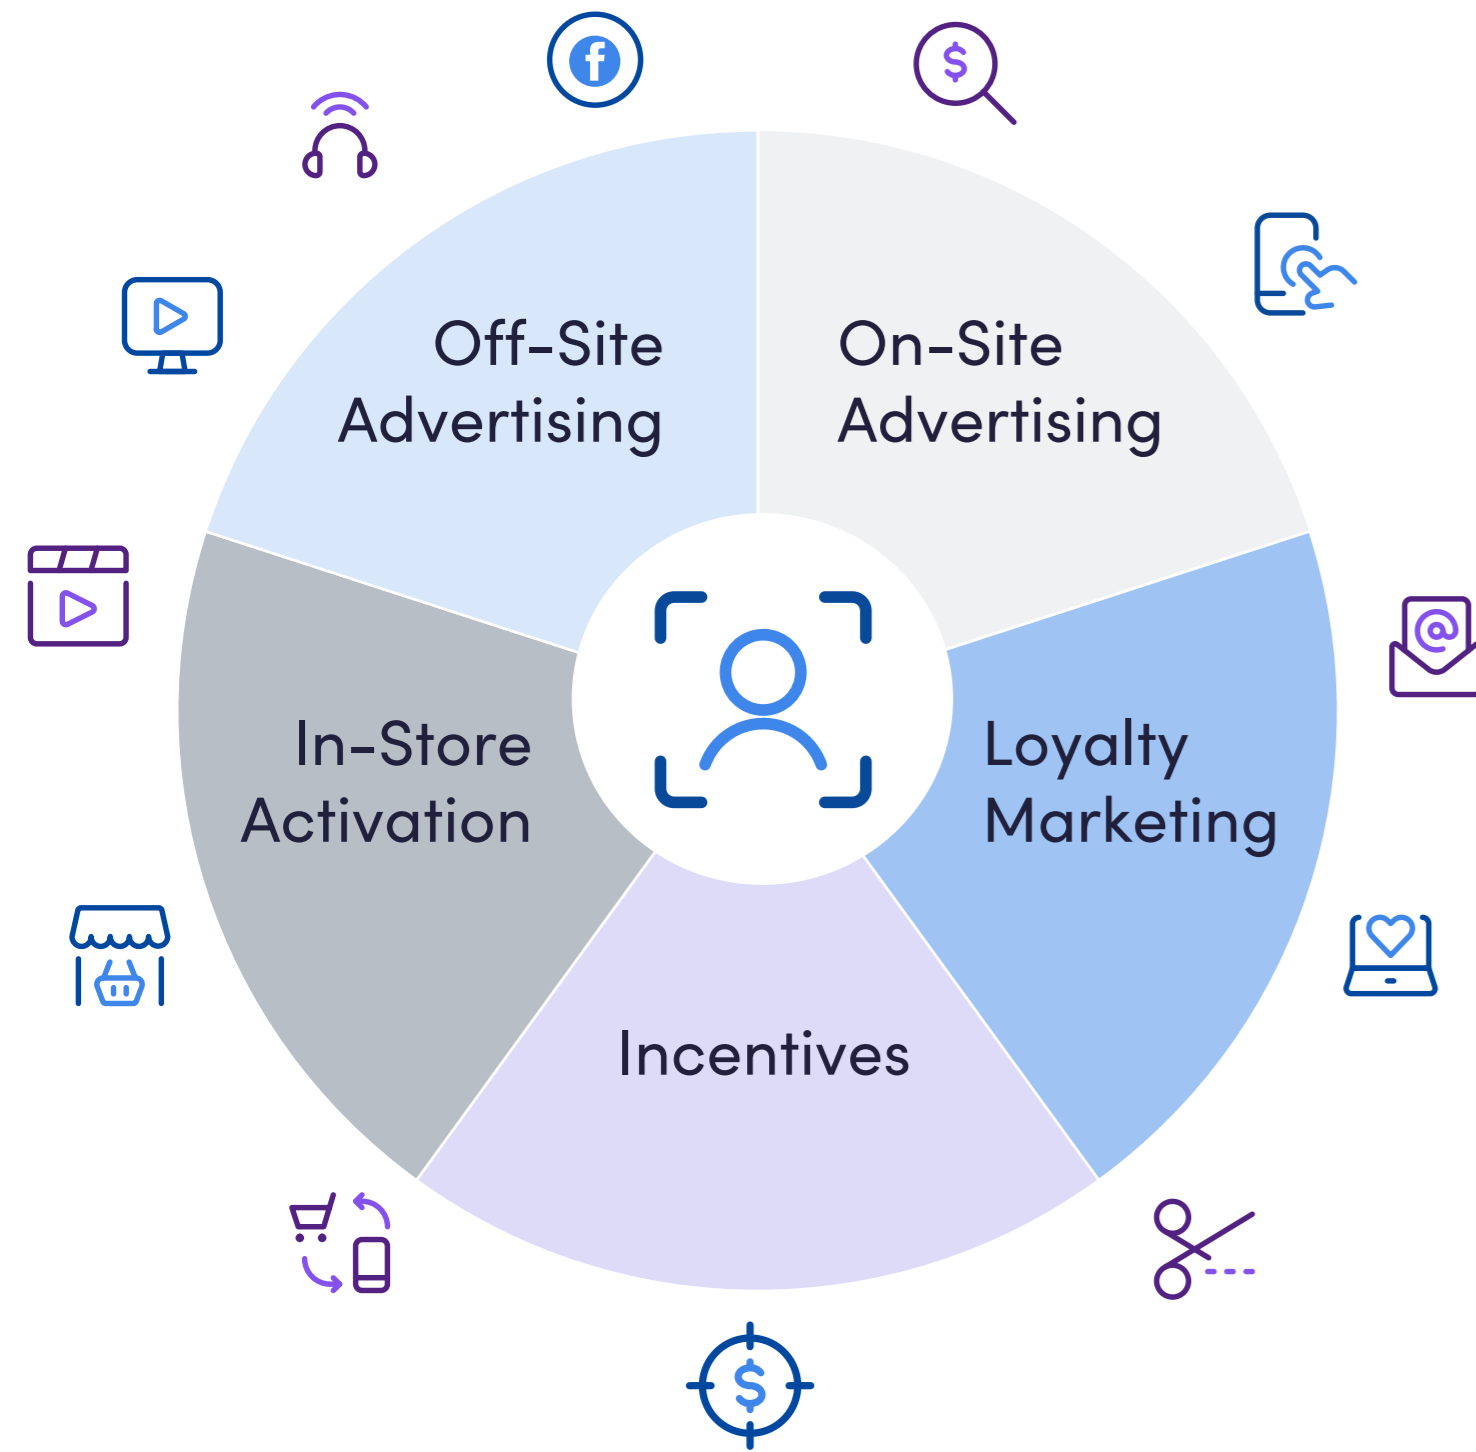 Off-Site
Advertising
On-Site
Advertising
In-Store
Activation
Loyalty
Marketing
Incentives